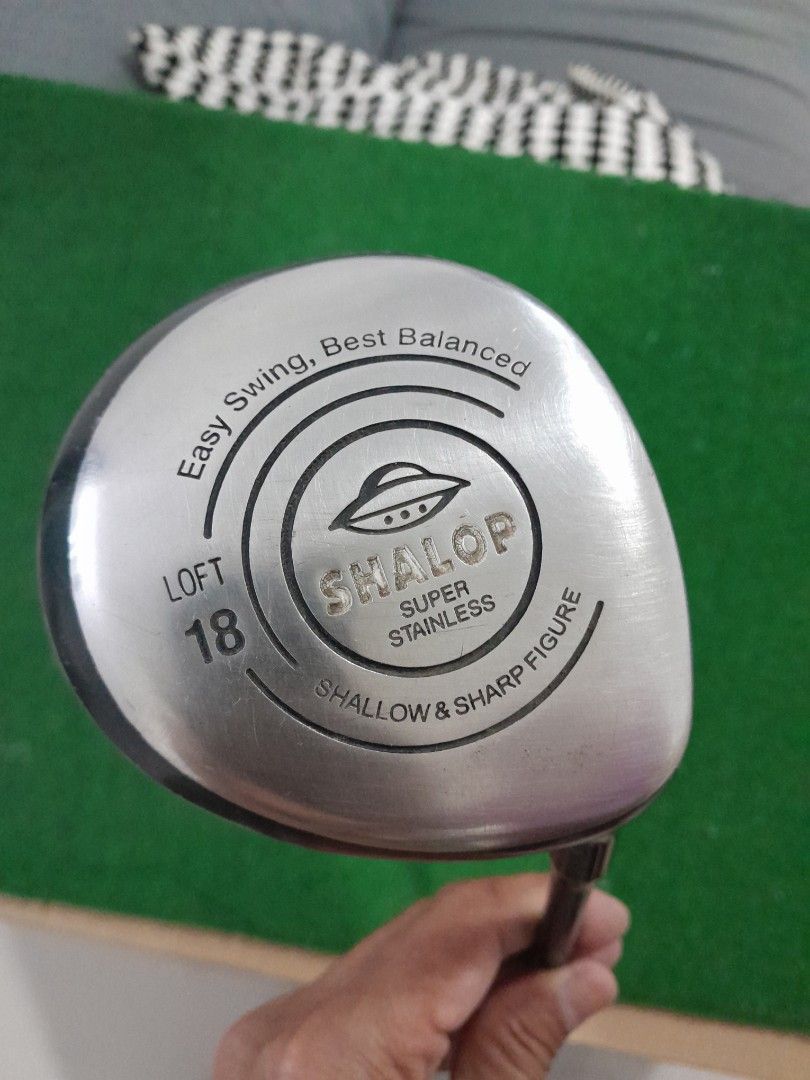 Easy Swing, Best Balanced
LOFT
18
SHALOP
SUPER
STAINLESS
SHALLOW & SHARP FIGURE